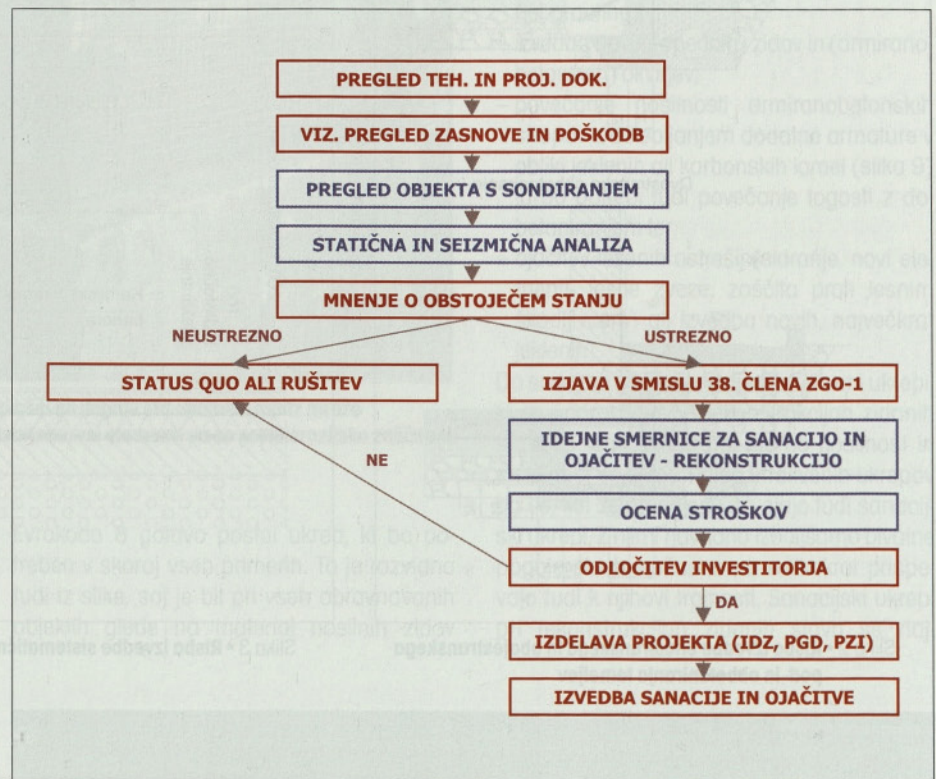 PREGLED TEH. IN PROJ. DOK.
VIZ. PREGLED ZASNOVE IN POŠKODB
PREGLED OBJEKTA S SONDIRANJEM
STATIČNA IN SEIZMIČNA ANALIZA
MNENJE O OBSTOJEČEM STANJU
NEUSTREZNO
USTREZNO
STATUS QUO ALI RUŠITEV
IZJAVA V SMISLU 38. ČLENA ZGO-1
IDEJNE SMERNICE ZA SANACIJO IN
OJAČITEV - REKONSTRUKCIJO
NE
OCENA STROŠKOV
ODLOČITEV INVESTITORJA
DA
IZDELAVA POROČILA (IDZ, PGD-PZI)
IZVEDBA SANACIJE IN OJAČITVE